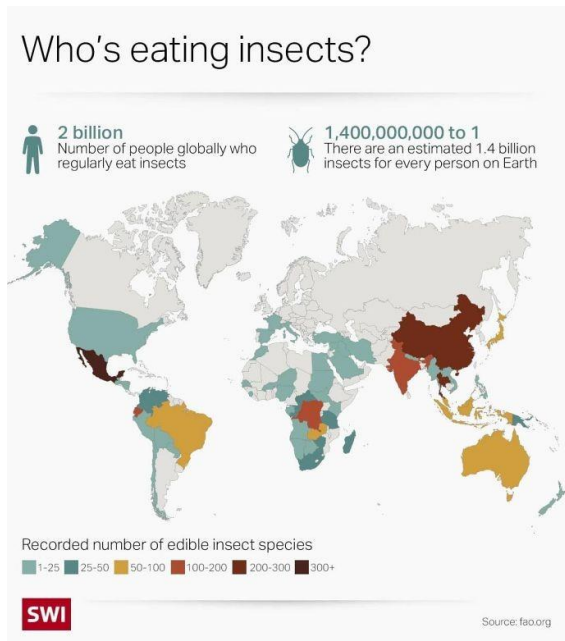 Who's eating insects?
2 billion
Number of people globally who
regularly eat insects
1,400,000,000 to 1
There are an estimated 1.4 billion
insects for every person on Earth
Recorded number of edible insect species
1-25 25-50 50-100 100-200 200-300 300+
SWI
Source: fao.org